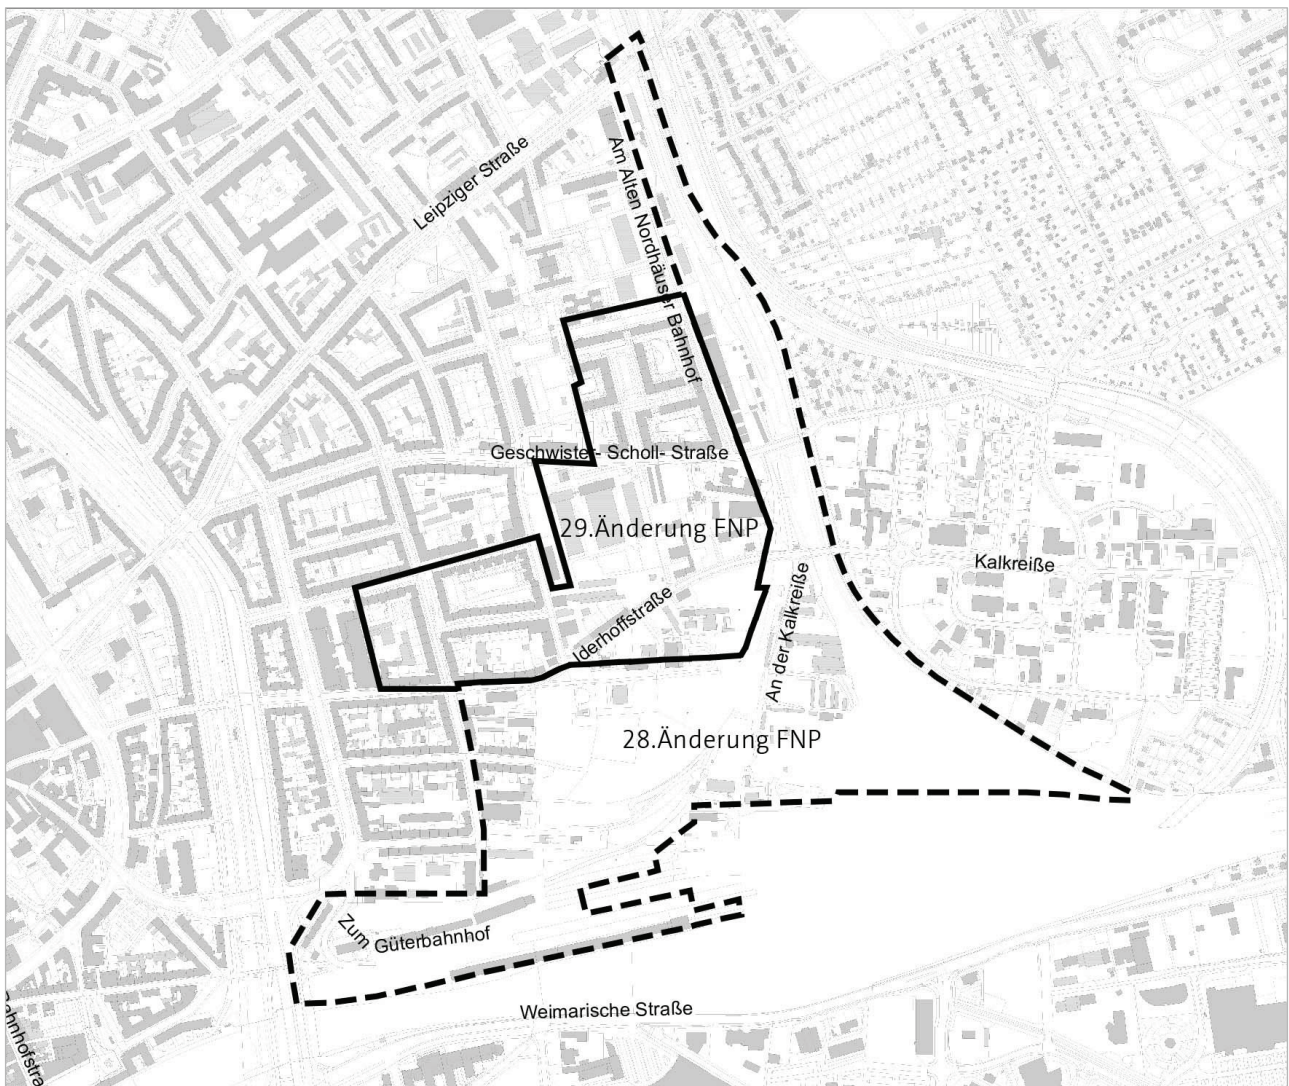 Leipziger Straße
Am Alten Nordhäuser Bahnhof
Geschwister- Scholl- Straße
29.Änderung FNP
Kalkreiße
Iderhoffstraße
An der Kalkreiße
28.Änderung FNP
Zum Güterbahnhof
Weimarische Straße